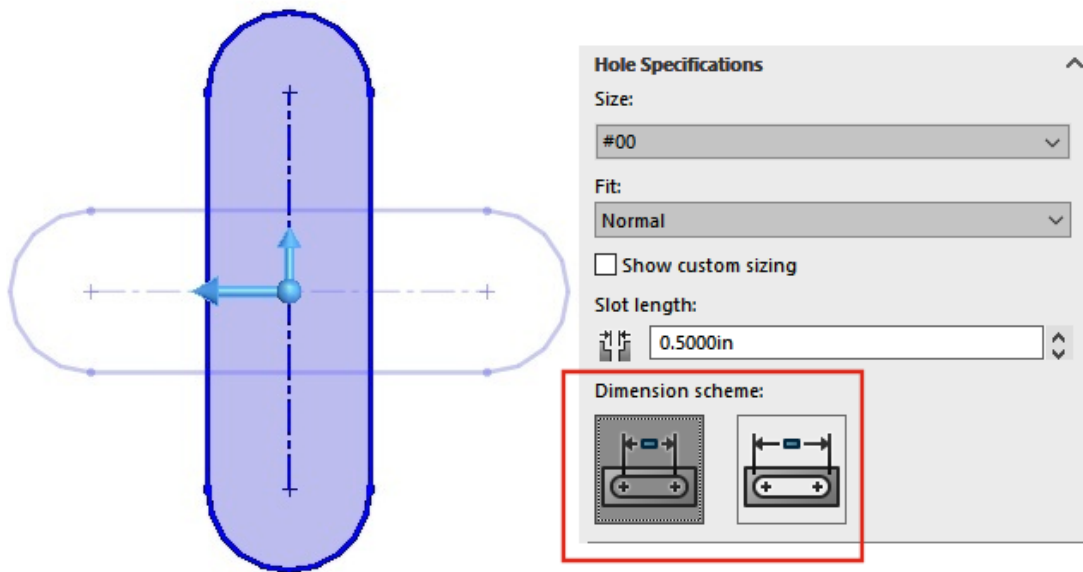 Hole Specifications
Size:
#00
Fit:
Normal
Show custom sizing
Slot length:
0.5000in
Dimension scheme: